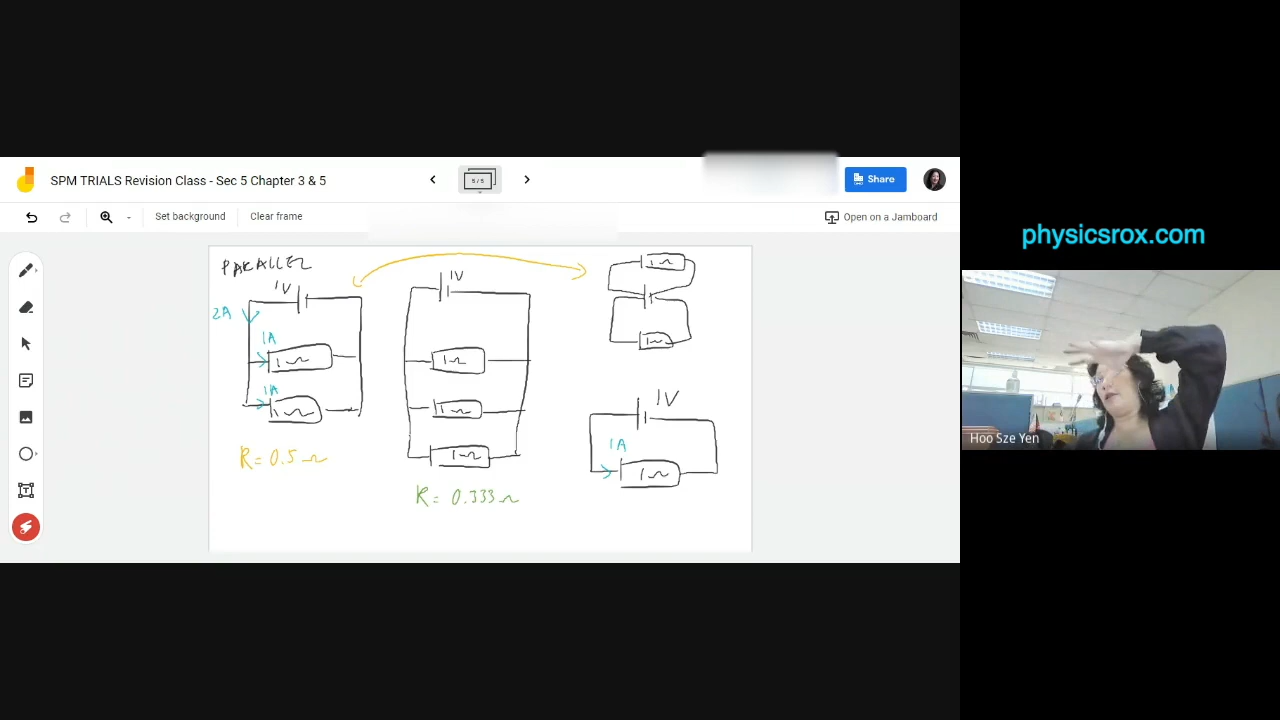 SPM TRIALS Revision Class - Sec 5 Chapter 3 & 5
5 / 5
Share
Set background
Clear frame
Open on a Jamboard
PARALLEL
1V
2A
1A
1Ω
1A
1Ω
R = 0.5 Ω
1V
1Ω
1Ω
1Ω
R = 0.333 Ω
1Ω
1Ω
1V
1A
1Ω
physicsrox.com
Hoo Sze Yen